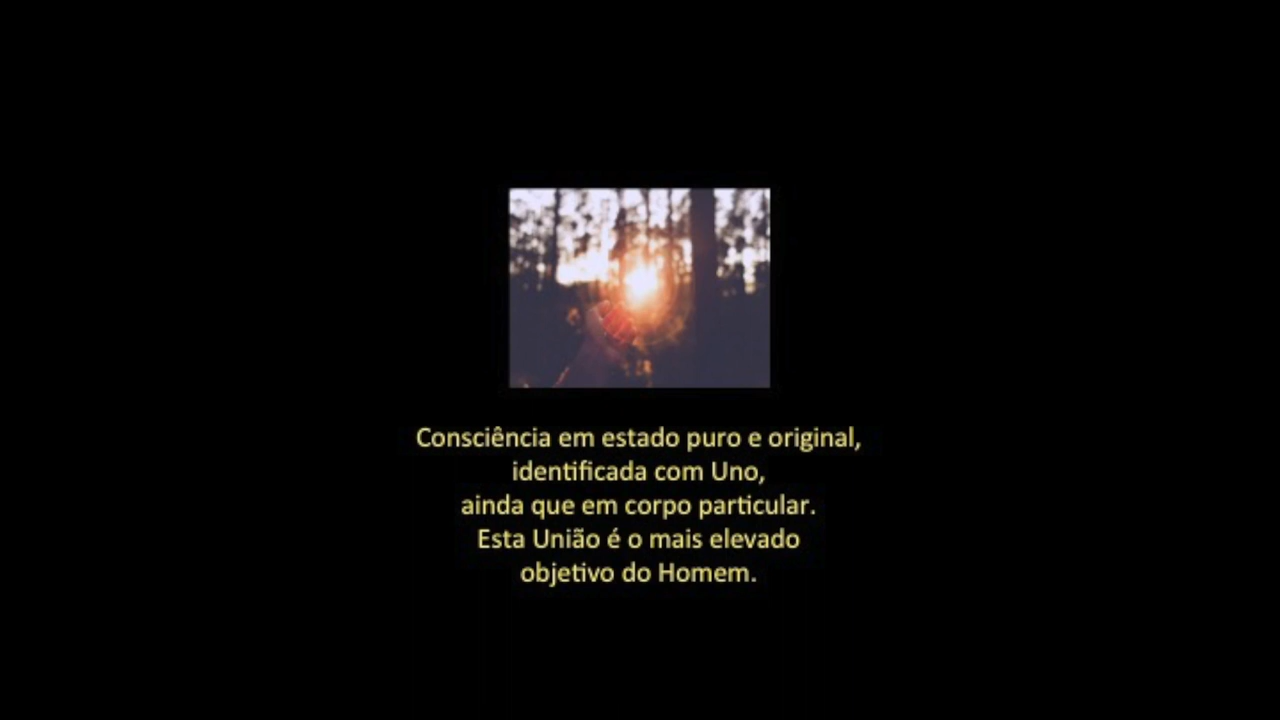 Consciência em estado puro e original,
identificada com Uno,
ainda que em corpo particular.
Esta União é o mais elevado
objetivo do Homem.